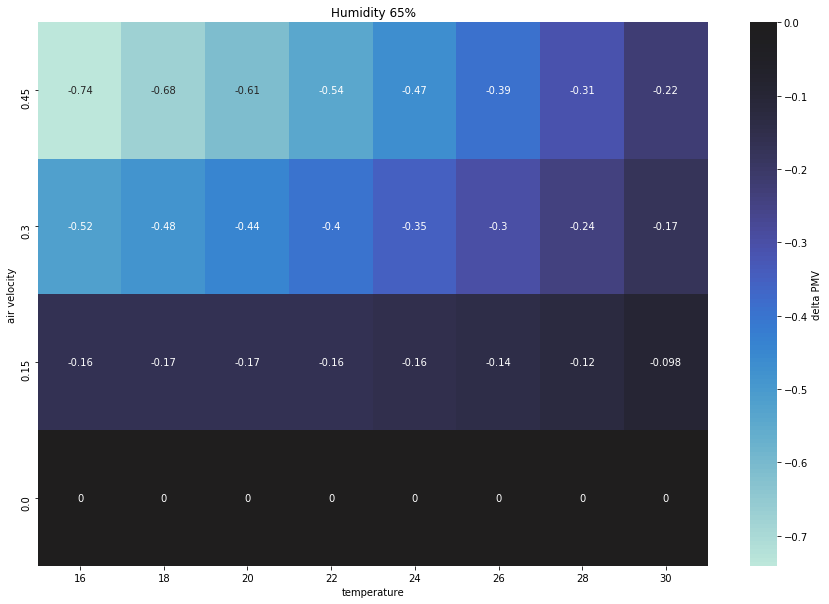 Humidity 65%
0.45 -0.74 -0.68 -0.61 -0.54 -0.47 -0.39 -0.31 -0.22
0.3 -0.52 -0.48 -0.44 -0.4 -0.35 -0.3 -0.24 -0.17
0.15 -0.16 -0.17 -0.17 -0.16 -0.16 -0.14 -0.12 -0.098
0.0 0 0 0 0 0 0 0 0
16 18 20 22 24 26 28 30
temperature
air velocity
0.0
−0.1
−0.2
−0.3
−0.4
−0.5
−0.6
−0.7
delta PMV